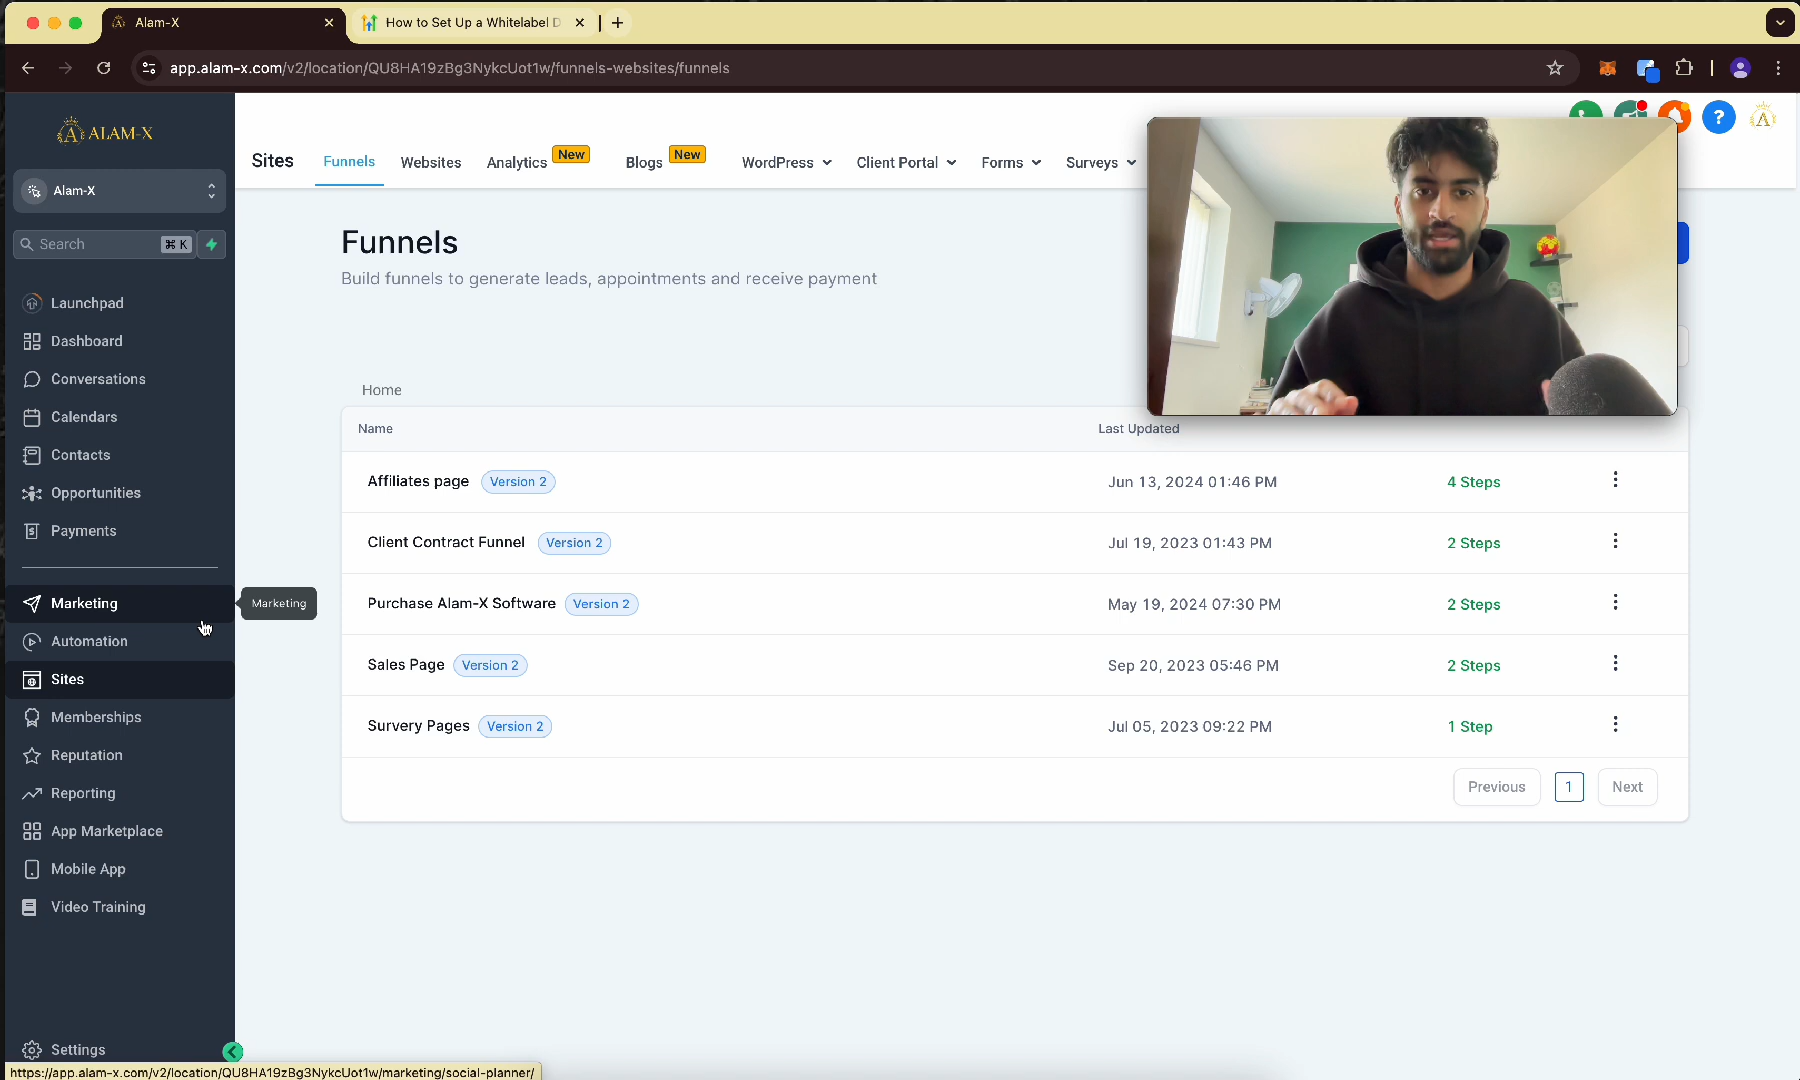 Alam-X
How to Set Up a Whitelabel D
app.alam-x.com/v2/location/QU8HA19zBg3NykcUot1w/funnels-websites/funnels
ALAM-X
Alam-X
Search
⌘ K
Launchpad
Dashboard
Conversations
Calendars
Contacts
Opportunities
Payments
Marketing
Automation
Sites
Memberships
Reputation
Reporting
App Marketplace
Mobile App
Video Training
Settings
https://app.alam-x.com/v2/location/QU8HA19zBg3NykcUot1w/marketing/social-planner/
Marketing
Sites
Funnels
Websites
Analytics
New
Blogs
New
WordPress
Client Portal
Forms
Surveys
?
Funnels
Build funnels to generate leads, appointments and receive payment
Home
Name
Last Updated
Affiliates page Version 2 Jun 13, 2024 01:46 PM 4 Steps
Client Contract Funnel Version 2 Jul 19, 2023 01:43 PM 2 Steps
Purchase Alam-X Software Version 2 May 19, 2024 07:30 PM 2 Steps
Sales Page Version 2 Sep 20, 2023 05:46 PM 2 Steps
Survery Pages Version 2 Jul 05, 2023 09:22 PM 1 Step
Previous
1
Next